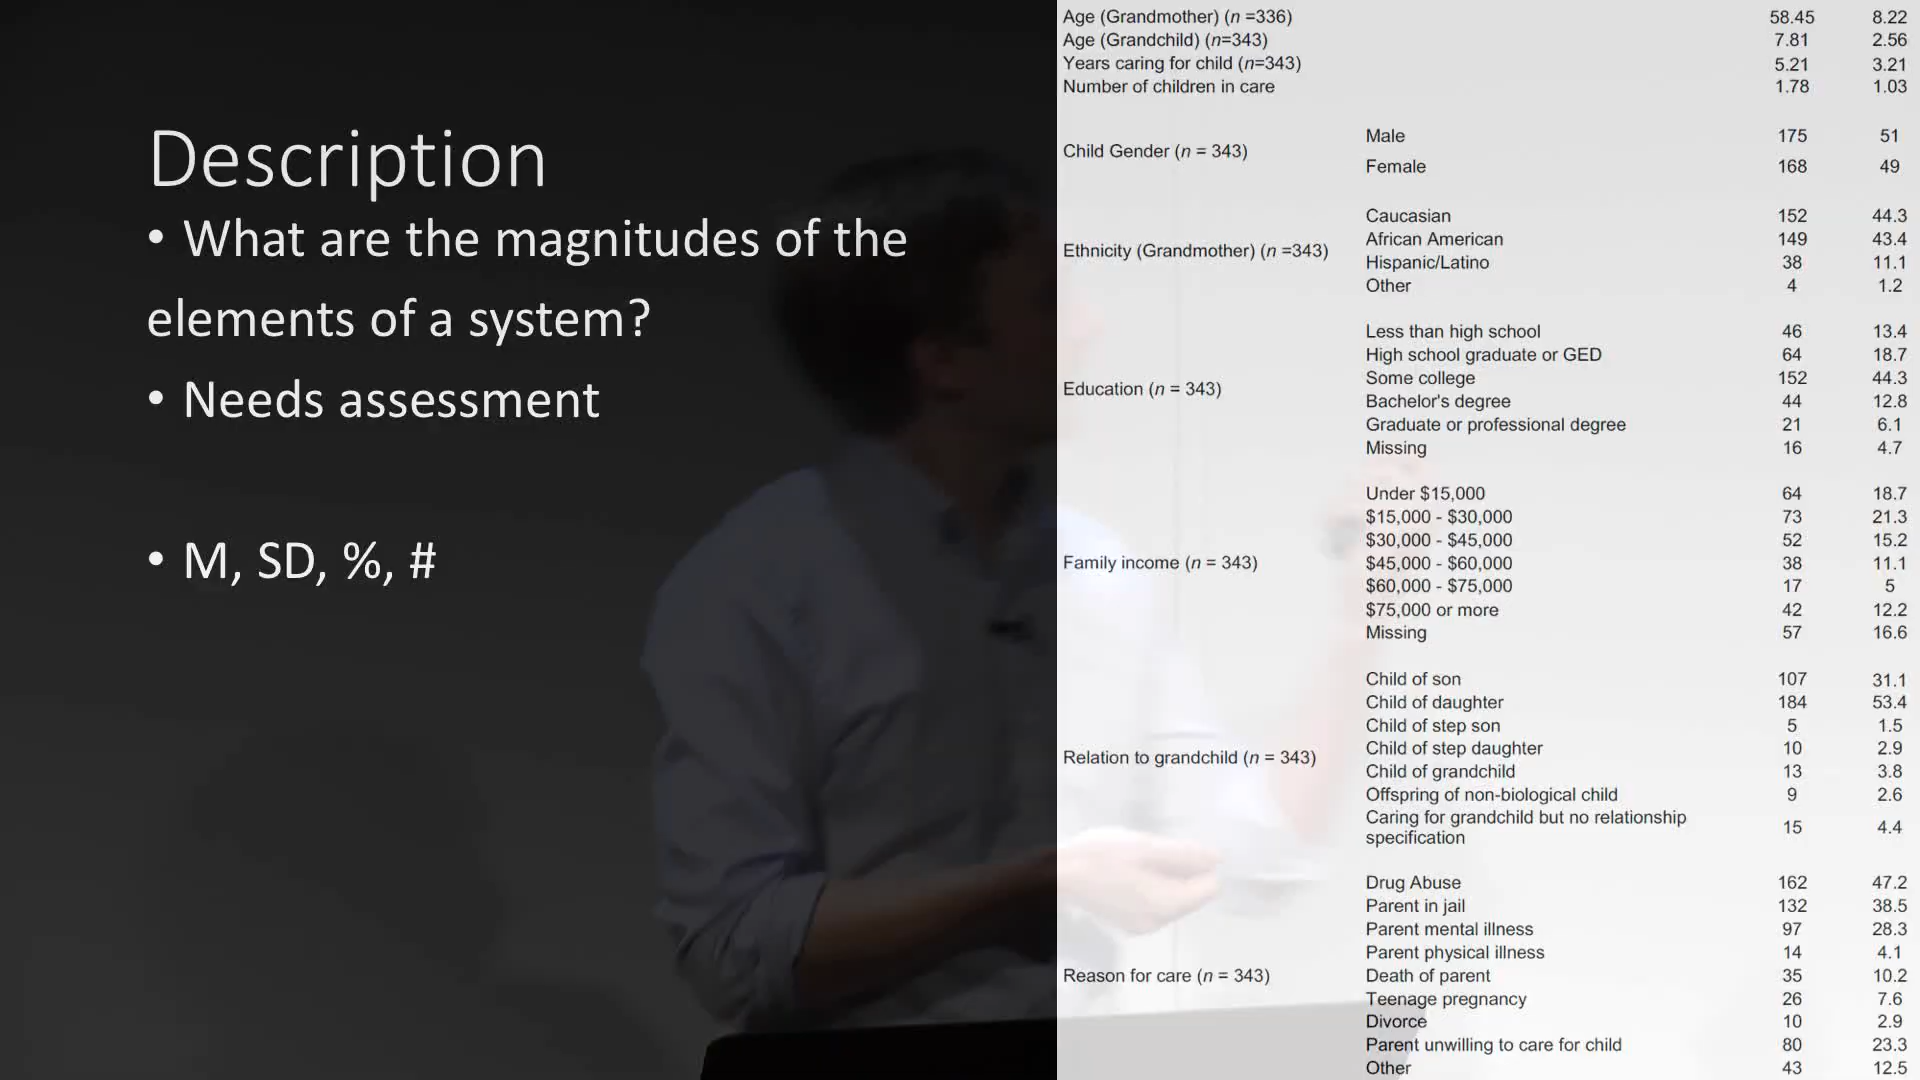 Description
• What are the magnitudes of the
elements of a system?
• Needs assessment
• M, SD, %, #
Age (Grandmother) (n =336) 58.45 8.22
Age (Grandchild) (n=343) 7.81 2.56
Years caring for child (n=343) 5.21 3.21
Number of children in care 1.78 1.03
Child Gender (n = 343)
Male 175 51
Female 168 49
Ethnicity (Grandmother) (n =343)
Caucasian 152 44.3
African American 149 43.4
Hispanic/Latino 38 11.1
Other 4 1.2
Education (n = 343)
Less than high school 46 13.4
High school graduate or GED 64 18.7
Some college 152 44.3
Bachelor's degree 44 12.8
Graduate or professional degree 21 6.1
Missing 16 4.7
Family income (n = 343)
Under $15,000 64 18.7
$15,000 - $30,000 73 21.3
$30,000 - $45,000 52 15.2
$45,000 - $60,000 38 11.1
$60,000 - $75,000 17 5
$75,000 or more 42 12.2
Missing 57 16.6
Relation to grandchild (n = 343)
Child of son 107 31.1
Child of daughter 184 53.4
Child of step son 5 1.5
Child of step daughter 10 2.9
Child of grandchild 13 3.8
Offspring of non-biological child 9 2.6
Caring for grandchild but no relationship
specification 15 4.4
Reason for care (n = 343)
Drug Abuse 162 47.2
Parent in jail 132 38.5
Parent mental illness 97 28.3
Parent physical illness 14 4.1
Death of parent 35 10.2
Teenage pregnancy 26 7.6
Divorce 10 2.9
Parent unwilling to care for child 80 23.3
Other 43 12.5